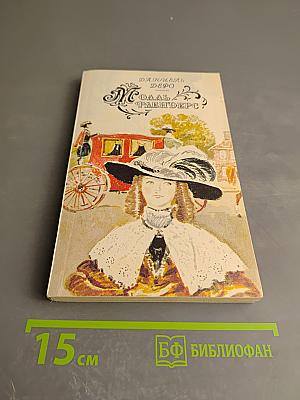 ДАНИЕЛЬ
ДЕФО
МОЛЛЬ
ФЛЕНДЕРС
15 см
БФ БИБЛИОФАН